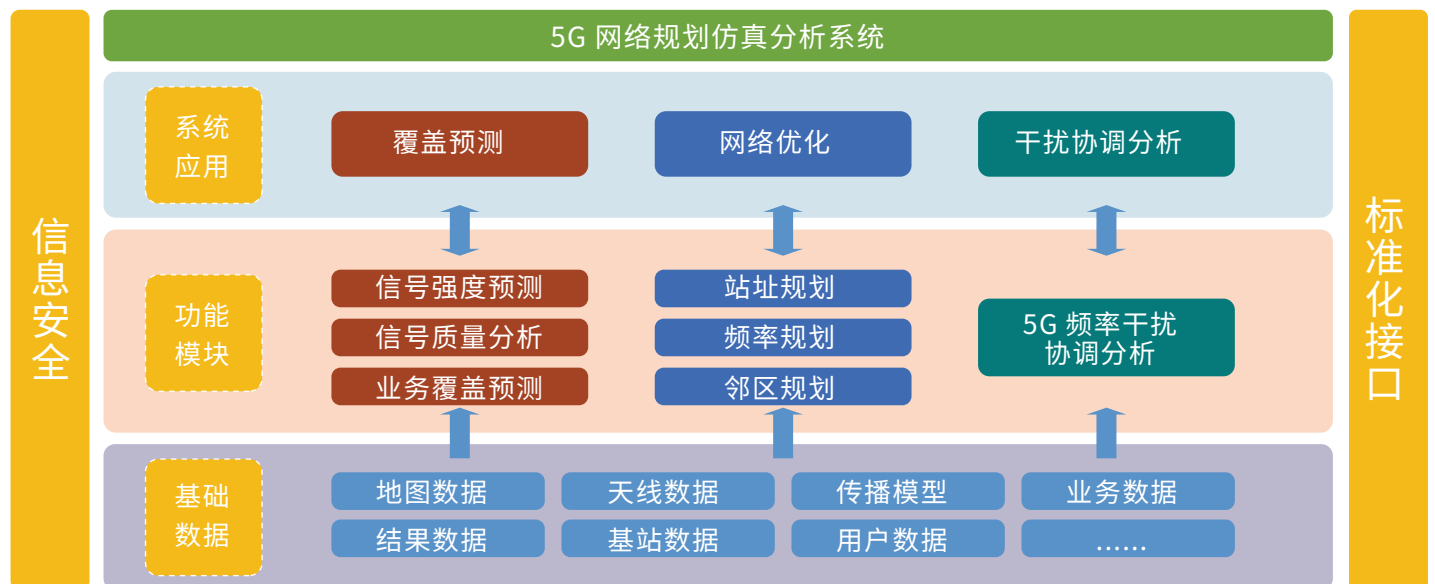 5G 网络规划仿真分析系统
信息安全
标准化接口
系统
应用
覆盖预测
网络优化
干扰协调分析
功能
模块
信号强度预测
信号质量分析
业务覆盖预测
站址规划
频率规划
邻区规划
5G 频率干扰
协调分析
基础
数据
地图数据
天线数据
传播模型
业务数据
结果数据
基站数据
用户数据
......